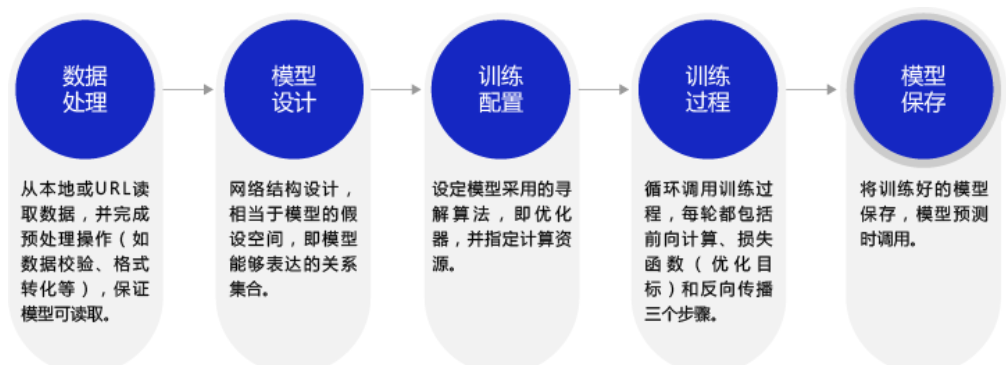 数据
处理
模型
设计
训练
配置
训练
过程
模型
保存
从本地或URL读
取数据，并完成
预处理操作（如
数据校验、格式
转化等），保证
模型可读取。
网络结构设计，
相当于模型的假
设空间，即模型
能够表达的关系
集合。
设定模型采用的寻
解算法，即优化
器，并指定计算资
源。
循环调用训练过
程，每轮都包括
前向计算、损失
函数（优化目
标）和反向传播
三个步骤。
将训练好的模型
保存，模型预测
时调用。